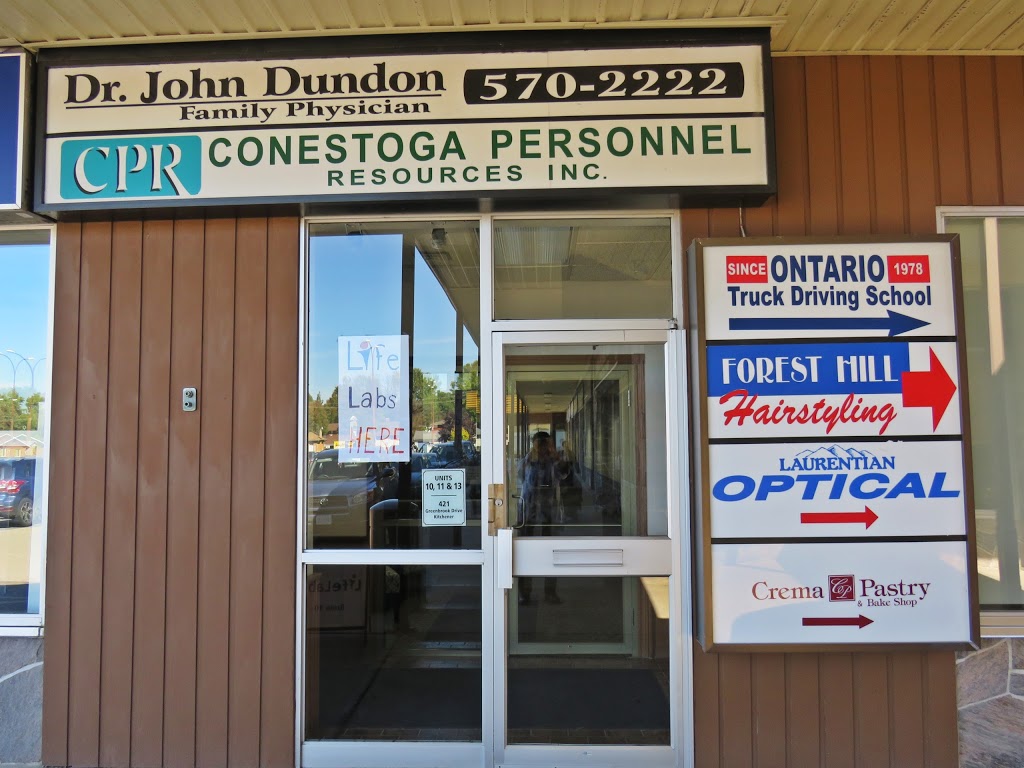 Dr. John Dundon 570-2222
Family Physician
CPR CONESTOGA PERSONNEL
RESOURCES INC.
Life
Labs
HERE
UNITS
10, 11 & 13
421
Greenbrook Drive
Kitchener
SINCE ONTARIO 1978
Truck Driving School
FOREST HILL
Hairstyling
LAURENTIAN
OPTICAL
Crema CP Pastry
& Bake Shop